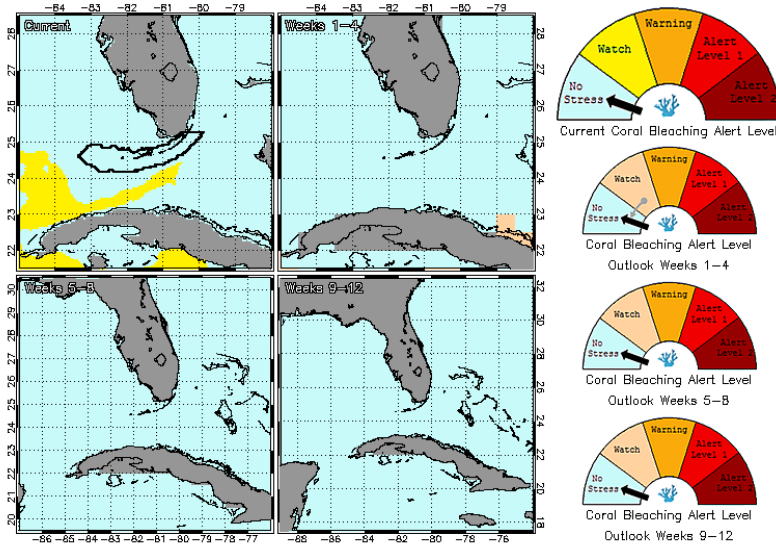 -84 -83 -82 -81 -80 -79
-84 -83 -82 -81 -80 -79
Current
Weeks 1-4
28
27
26
25
24
23
22
28
27
26
25
24
23
22
Weeks 5-8
Weeks 9-12
30
29
28
27
26
25
24
23
22
21
20
32
30
28
26
24
22
20
18
-86 -85 -84 -83 -82 -81 -80 -79 -78 -77
-88 -86 -84 -82 -80 -78 -76
No
Stress
Watch
Warning
Alert
Level 1
Alert
Level 2
Current Coral Bleaching Alert Level
No
Stress
Watch
Warning
Alert
Level 1
Alert
Level 2
Coral Bleaching Alert Level
Outlook Weeks 1-4
No
Stress
Watch
Warning
Alert
Level 1
Alert
Level 2
Coral Bleaching Alert Level
Outlook Weeks 5-8
No
Stress
Watch
Warning
Alert
Level 1
Alert
Level 2
Coral Bleaching Alert Level
Outlook Weeks 9-12